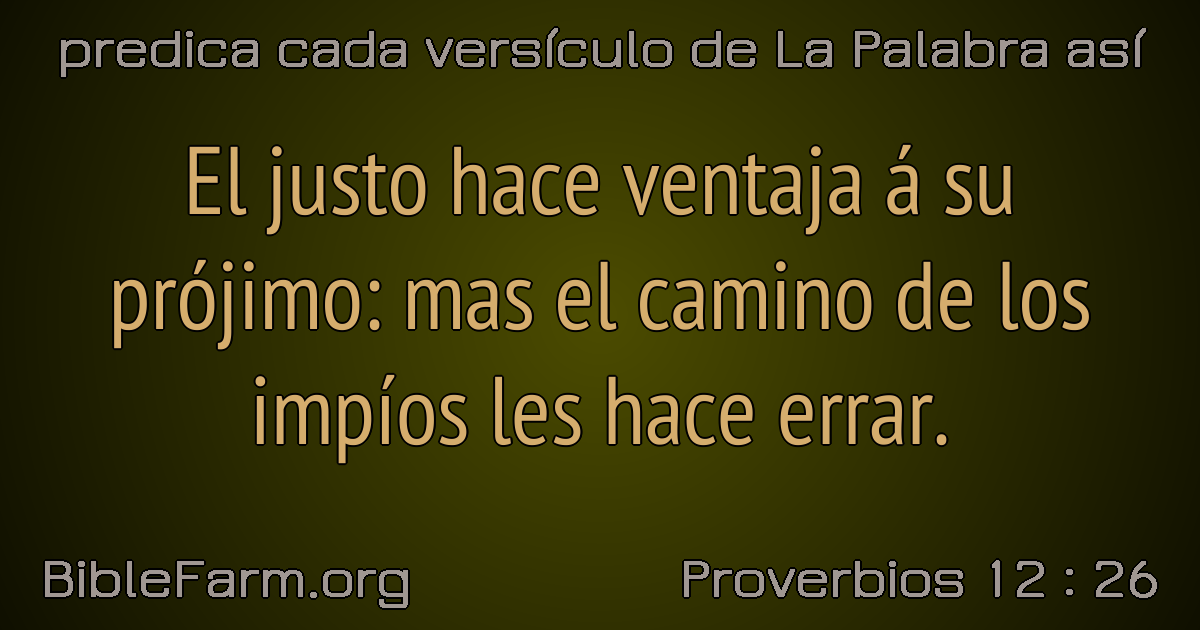 predica cada versículo de La Palabra así
El justo hace ventaja á su
prójimo: mas el camino de los
impíos les hace errar.
BibleFarm.org
Proverbios 12 : 26